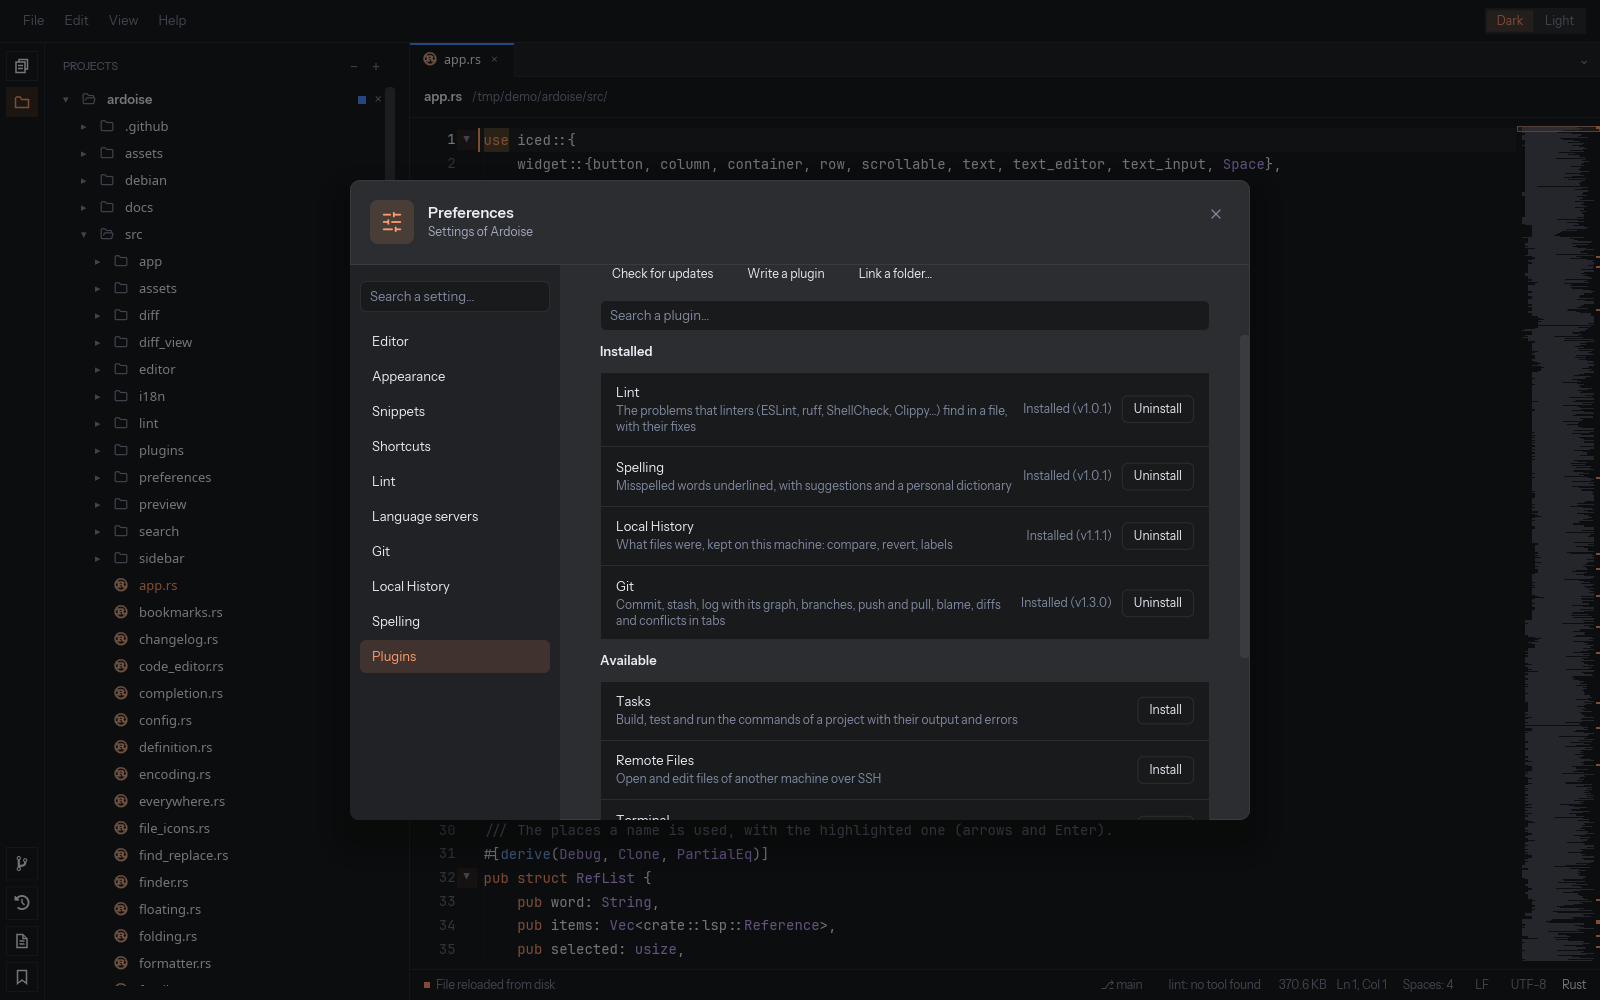 File Edit View Help
Dark Light
PROJECTS
ardoise
.github
assets
debian
docs
src
app
assets
diff
diff_view
editor
i18n
lint
plugins
preferences
preview
search
sidebar
app.rs
bookmarks.rs
changelog.rs
code_editor.rs
completion.rs
config.rs
definition.rs
encoding.rs
everywhere.rs
file_icons.rs
find_replace.rs
finder.rs
floating.rs
folding.rs
formatter.rs
app.rs ×
app.rs /tmp/demo/ardoise/src/
1 use iced::{
2 widget::{button, column, container, row, scrollable, text, text_editor, text_input, Space},
Preferences
Settings of Ardoise
Search a setting...
Editor
Appearance
Snippets
Shortcuts
Lint
Language servers
Git
Local History
Spelling
Plugins
Check for updates Write a plugin Link a folder...
Search a plugin...
Installed
Lint
The problems that linters (ESLint, ruff, ShellCheck, Clippy...) find in a file,
with their fixes
Installed (v1.0.1) Uninstall
Spelling
Misspelled words underlined, with suggestions and a personal dictionary
Installed (v1.0.1) Uninstall
Local History
What files were, kept on this machine: compare, revert, labels
Installed (v1.1.1) Uninstall
Git
Commit, stash, log with its graph, branches, push and pull, blame, diffs
and conflicts in tabs
Installed (v1.3.0) Uninstall
Available
Tasks
Build, test and run the commands of a project with their output and errors
Install
Remote Files
Open and edit files of another machine over SSH
Install
Terminal
30 /// The places a name is used, with the highlighted one (arrows and Enter).
31 #[derive(Debug, Clone, PartialEq)]
32 pub struct RefList {
33 pub word: String,
34 pub items: Vec<crate::lsp::Reference>,
35 pub selected: usize,
File reloaded from disk
main lint: no tool found 370.6 KB Ln 1, Col 1 Spaces: 4 LF UTF-8 Rust